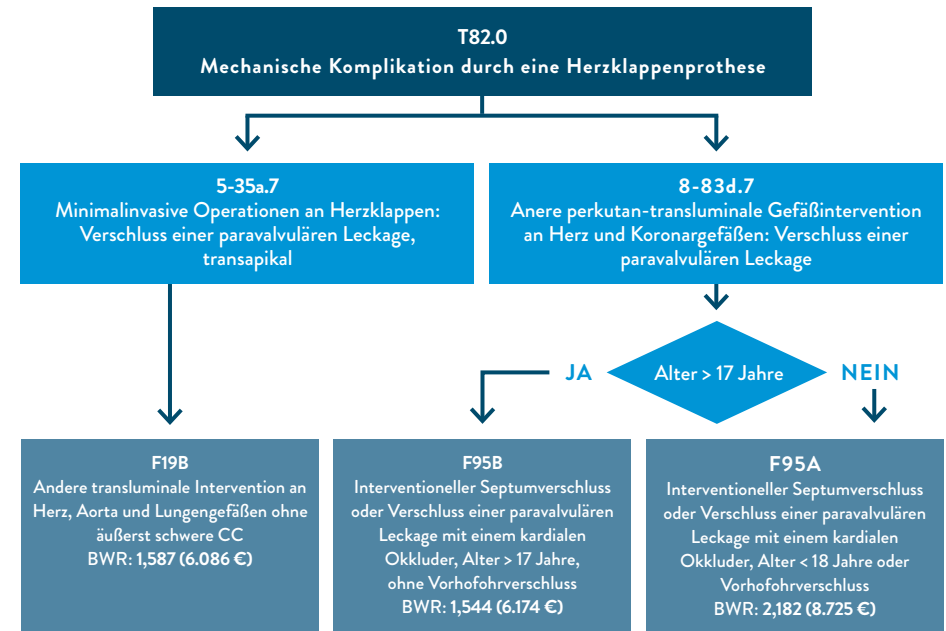 T82.0
Mechanische Komplikation durch eine Herzklappenprothese
5-35a.7
Minimalinvasive Operationen an Herzklappen:
Verschluss einer paravalvulären Leckage,
transapikal
8-83d.7
Anere perkutan-transluminale Gefäßintervention
an Herz und Koronargefäßen: Verschluss einer
paravalvulären Leckage
JA
Alter > 17 Jahre
NEIN
F19B
Andere transluminale Intervention an
Herz, Aorta und Lungengefäßen ohne
äußerst schwere CC
BWR: 1,587 (6.086 €)
F95B
Interventioneller Septumverschluss
oder Verschluss einer paravalvulären
Leckage mit einem kardialen
Okkluder, Alter > 17 Jahre,
ohne Vorhofohrverschluss
BWR: 1,544 (6.174 €)
F95A
Interventioneller Septumverschluss
oder Verschluss einer paravalvulären
Leckage mit einem kardialen
Okkluder, Alter < 18 Jahre oder
Vorhofohrverschluss
BWR: 2,182 (8.725 €)